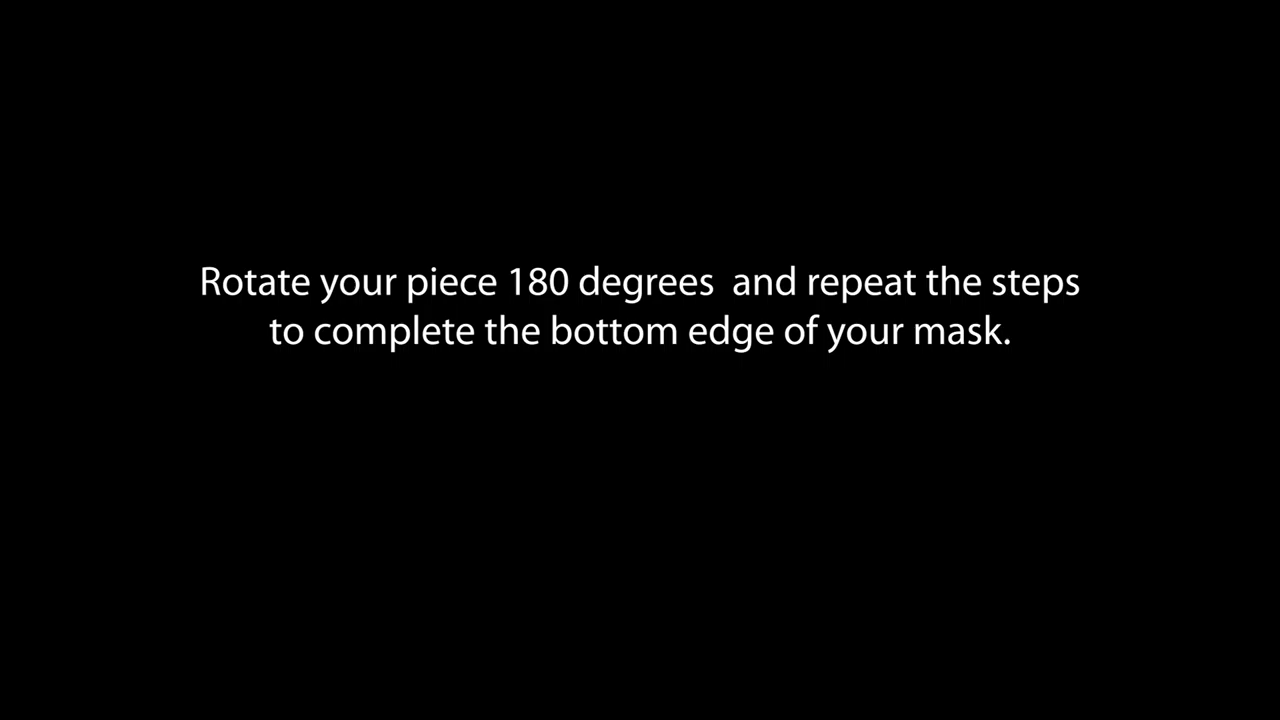 Rotate your piece 180 degrees  and repeat the steps
to complete the bottom edge of your mask.